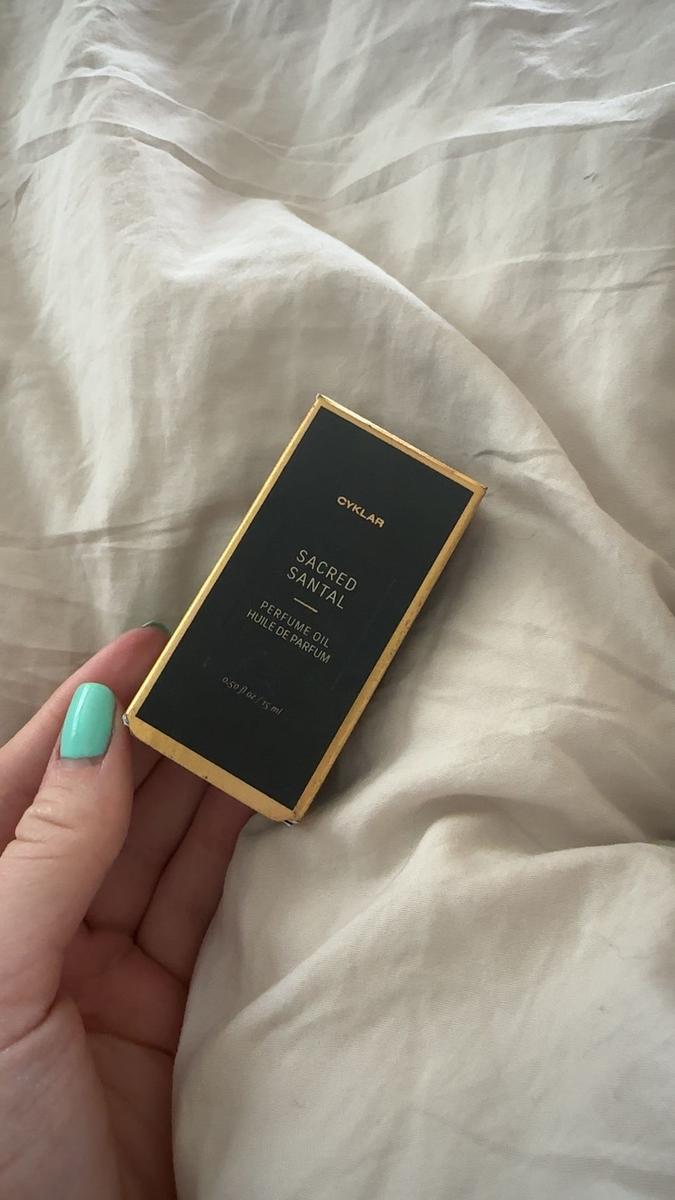 CYKLAR
SACRED
SANTAL
PERFUME OIL
HUILE DE PARFUM
0.50 fl oz / 15 ml